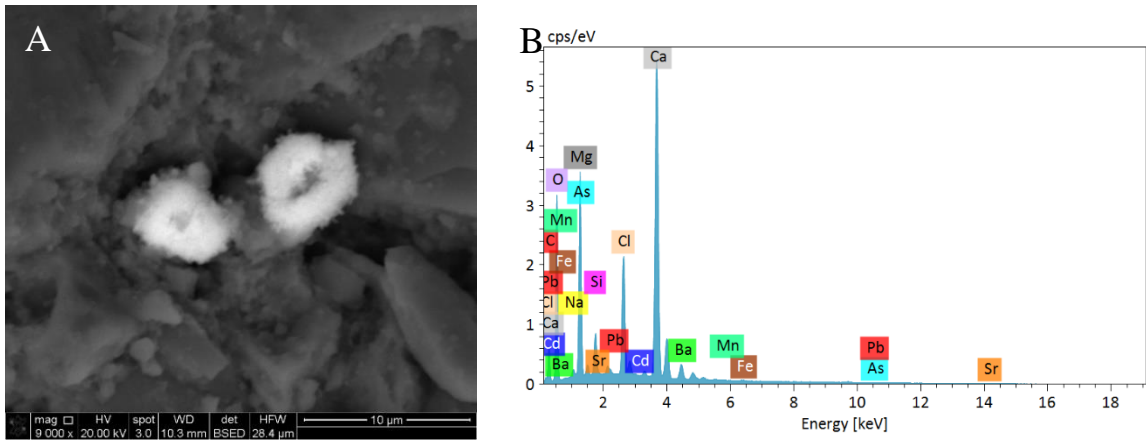 A
mag □ HV spot WD det HFW
9 000 x 20.00 kV 3.0 10.3 mm BSED 28.4 µm
10 µm
B
cps/eV
5
4
3
2
1
0
Ca
Mg
O
As
Mn
C
Cl
Fe
Pb
Si
Cl
Na
Ca
Pb
Cd
Mn
Ba
Sr
Cd
Ba
Fe
Pb
As
Sr
2 4 6 8 10 12 14 16 18
Energy [keV]